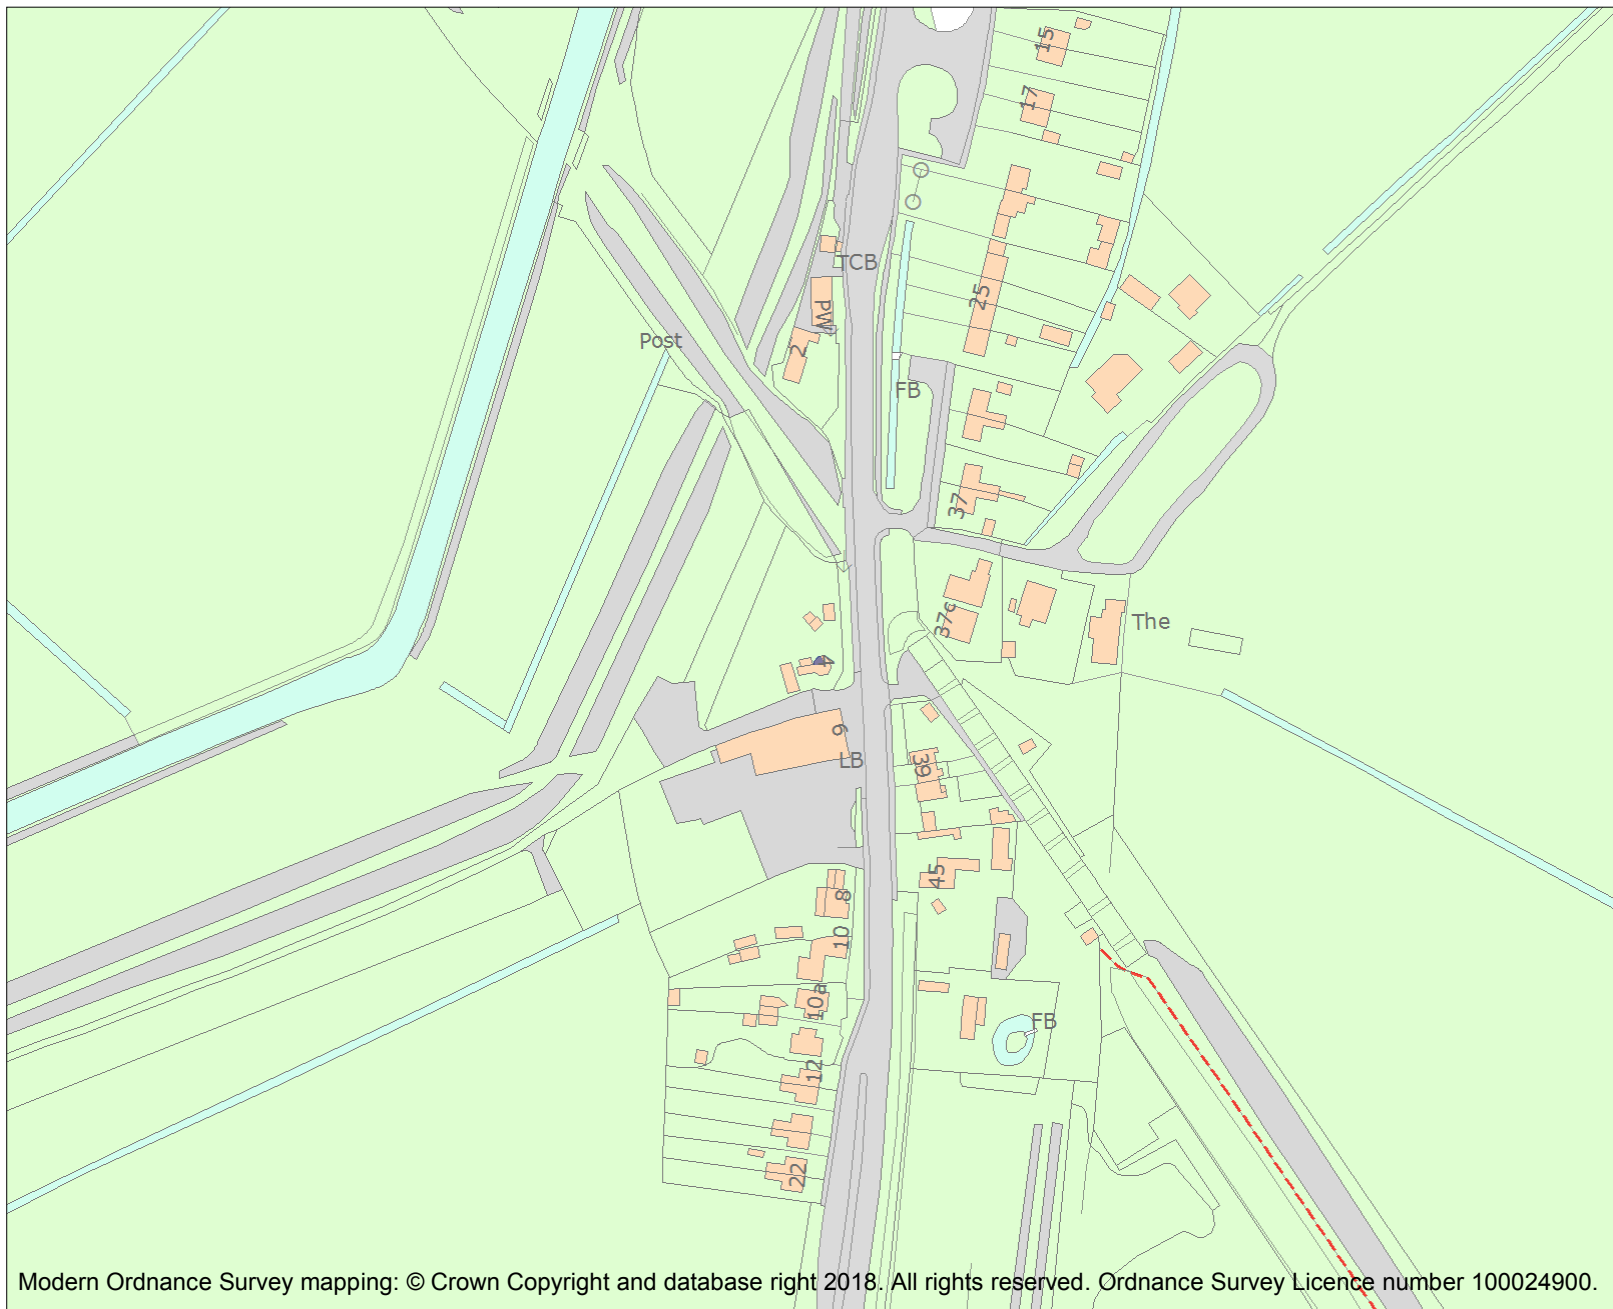 15
17
TCB
25
PW
Post
2
FB
37
37c
The
4
6
LB
39
45
8
10
10a
FB
12
22
Modern Ordnance Survey mapping: © Crown Copyright and database right 2018. All rights reserved. Ordnance Survey Licence number 100024900.